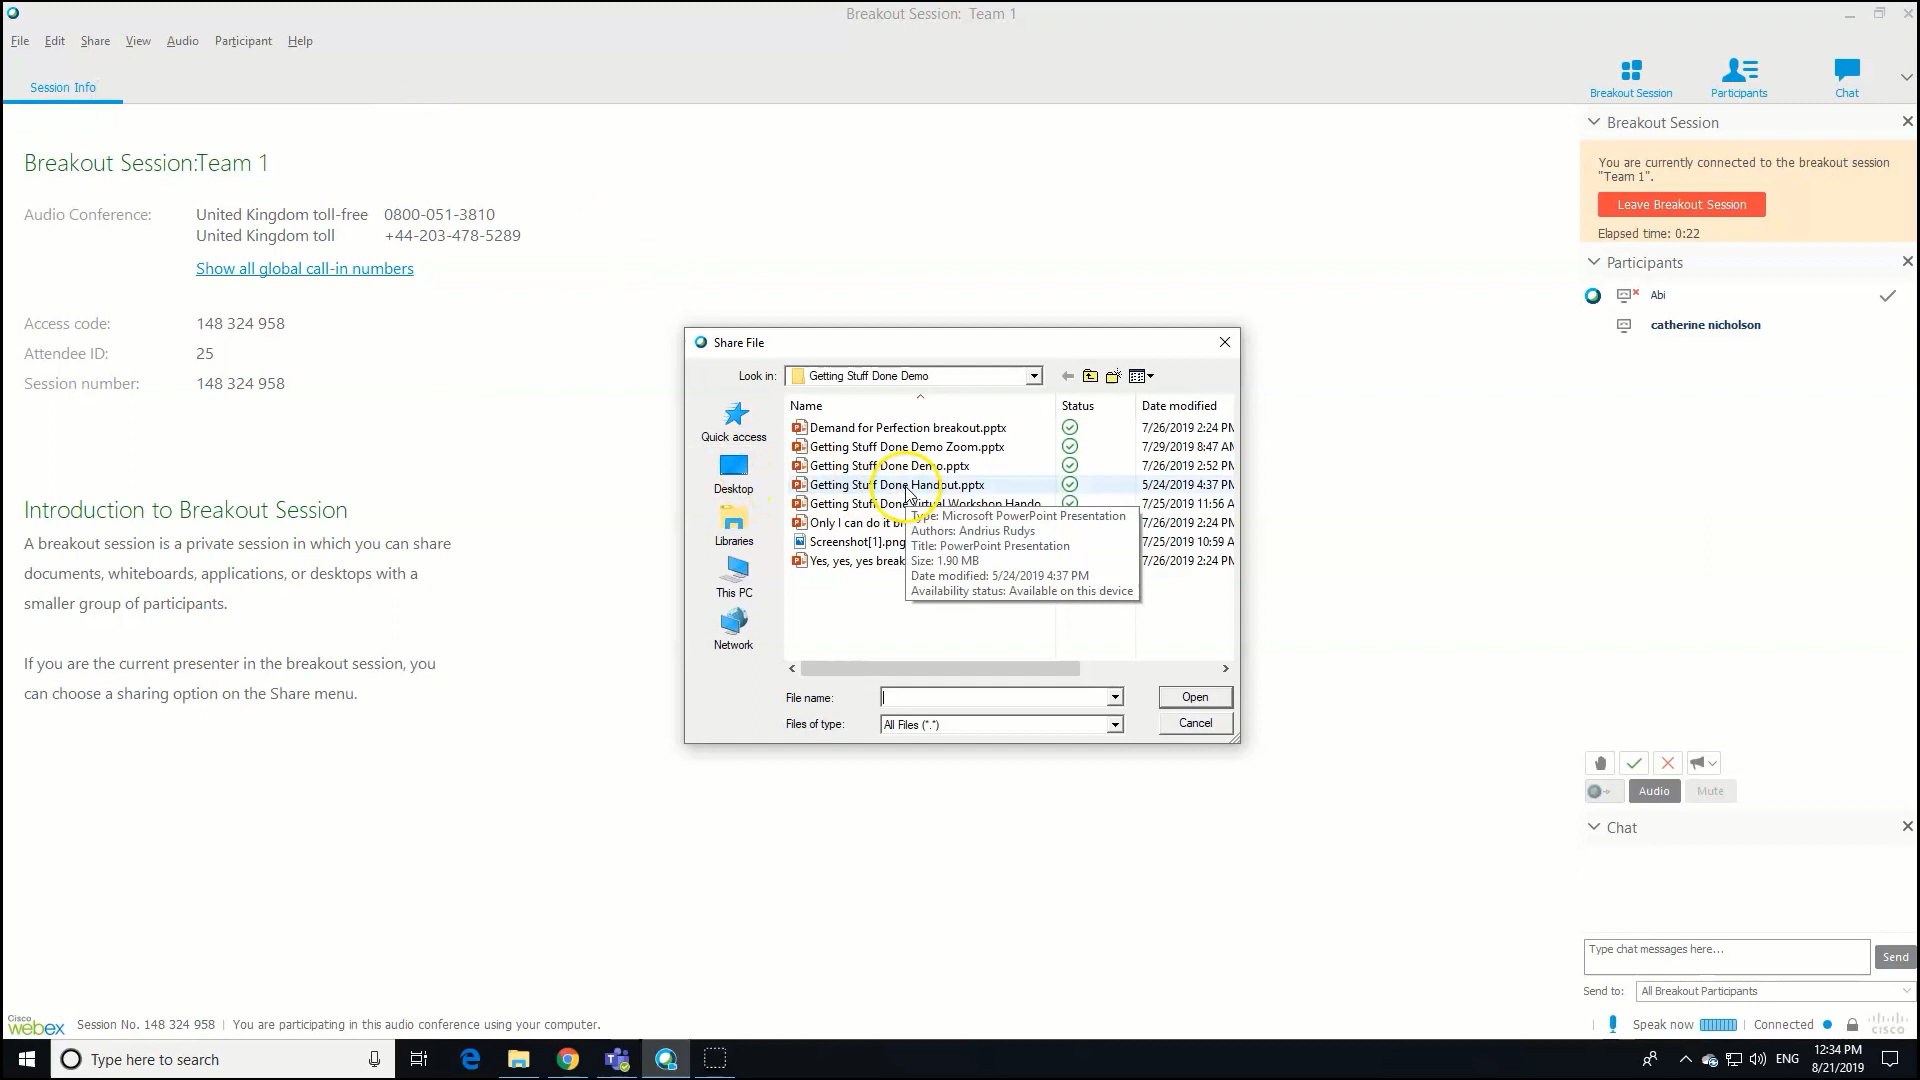 Breakout Session: Team 1
File Edit Share View Audio Participant Help
Session Info
Breakout Session Participants Chat
Breakout Session:Team 1
Audio Conference: United Kingdom toll-free 0800-051-3810
United Kingdom toll +44-203-478-5289
Show all global call-in numbers
Access code: 148 324 958
Attendee ID: 25
Session number: 148 324 958
Introduction to Breakout Session
A breakout session is a private session in which you can share
documents, whiteboards, applications, or desktops with a
smaller group of participants.
If you are the current presenter in the breakout session, you
can choose a sharing option on the Share menu.
Share File
Look in: Getting Stuff Done Demo
Quick access
Desktop
Libraries
This PC
Network
Name Status Date modified
Demand for Perfection breakout.pptx 7/26/2019 2:24 PM
Getting Stuff Done Demo Zoom.pptx 7/29/2019 8:47 AM
Getting Stuff Done Demo.pptx 7/26/2019 2:52 PM
Getting Stuff Done Handout.pptx 5/24/2019 4:37 PM
Getting Stuff Done Virtual Workshop Hando 7/25/2019 11:56 A
Only I can do it br 7/26/2019 2:24 PM
Screenshot[1].png 7/25/2019 10:59 A
Yes, yes, yes break 7/26/2019 2:24 PM
Type: Microsoft PowerPoint Presentation
Authors: Andrius Rudys
Title: PowerPoint Presentation
Size: 1.90 MB
Date modified: 5/24/2019 4:37 PM
Availability status: Available on this device
File name: Open
Files of type: All Files (*.*) Cancel
Breakout Session
You are currently connected to the breakout session
"Team 1".
Leave Breakout Session
Elapsed time: 0:22
Participants
Abi
catherine nicholson
Audio Mute
Chat
Type chat messages here...
Send
Send to: All Breakout Participants
Cisco webex Session No. 148 324 958 | You are participating in this audio conference using your computer.
Speak now Connected cisco
Type here to search
ENG 12:34 PM
8/21/2019